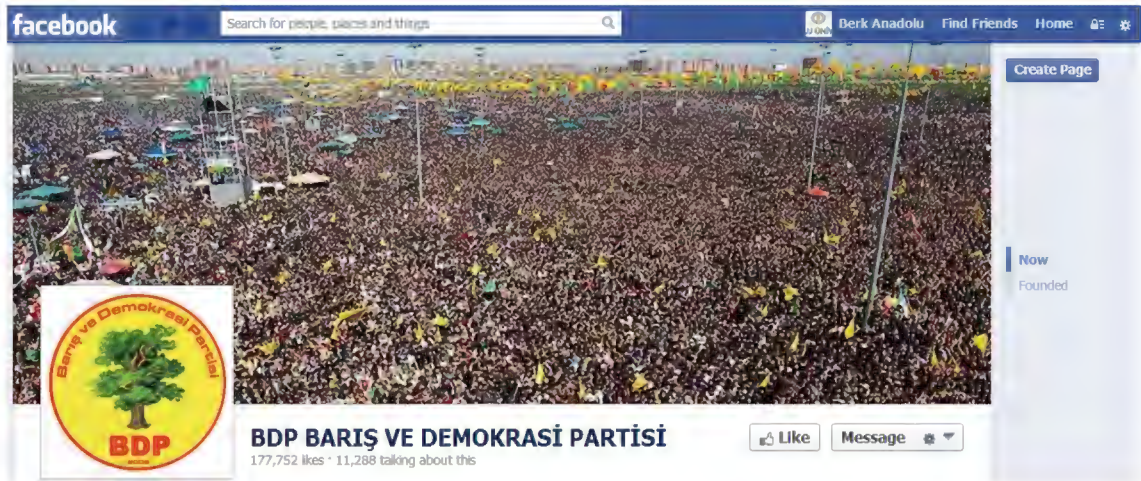 facebook
Search for people, places and things
Berk Anadolu Find Friends Home
Create Page
Now
Founded
Barış ve Demokrasi Partisi
BDP
BDP BARIŞ VE DEMOKRASİ PARTİSİ
Like Message
177,752 likes · 11,288 talking about this